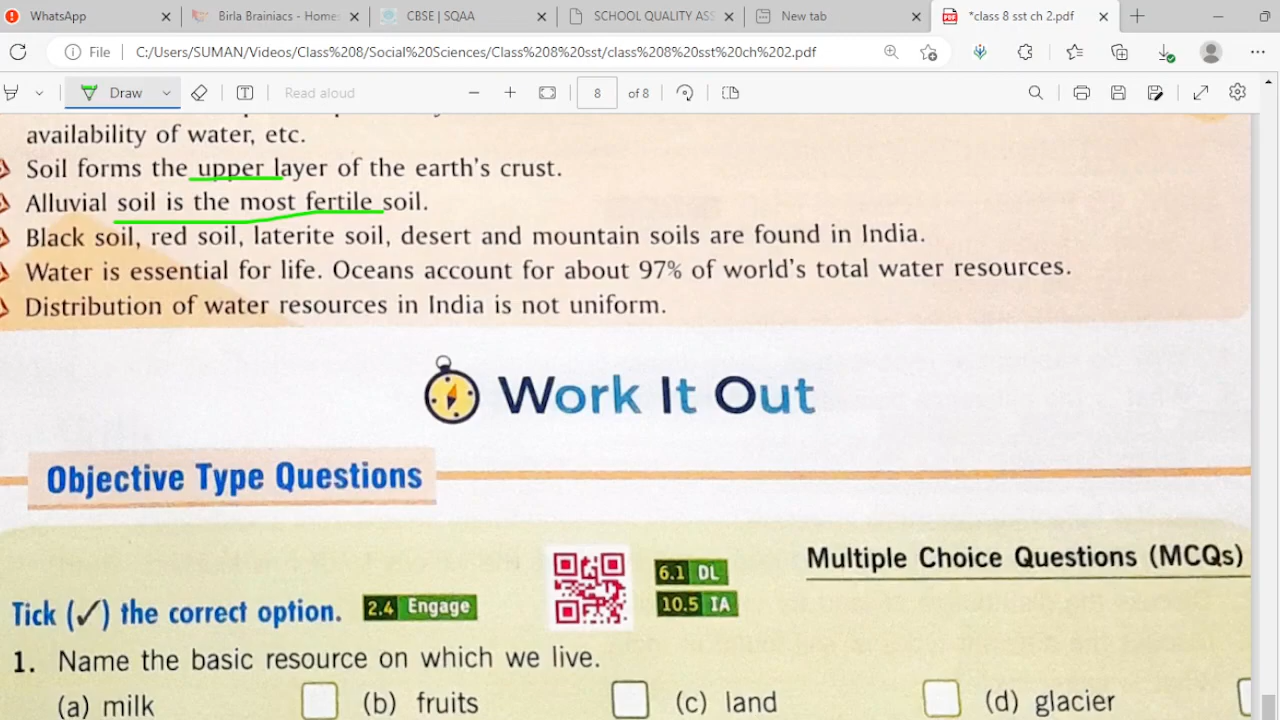 WhatsApp
Birla Brainiacs - Home
CBSE | SQAA
SCHOOL QUALITY ASS
New tab
*class 8 sst ch 2.pdf
File
C:/Users/SUMAN/Videos/Class%208/Social%20Sciences/Class%208%20sst/class%208%20sst%20ch%202.pdf
Draw
Read aloud
8
of 8
availability of water, etc.
Soil forms the upper layer of the earth's crust.
Alluvial soil is the most fertile soil.
Black soil, red soil, laterite soil, desert and mountain soils are found in India.
Water is essential for life. Oceans account for about 97% of world's total water resources.
Distribution of water resources in India is not uniform.
Work It Out
Objective Type Questions
Multiple Choice Questions (MCQs)
6.1 DL
10.5 IA
Tick (✓) the correct option. 2.4 Engage
1. Name the basic resource on which we live.
(a) milk (b) fruits (c) land (d) glacier